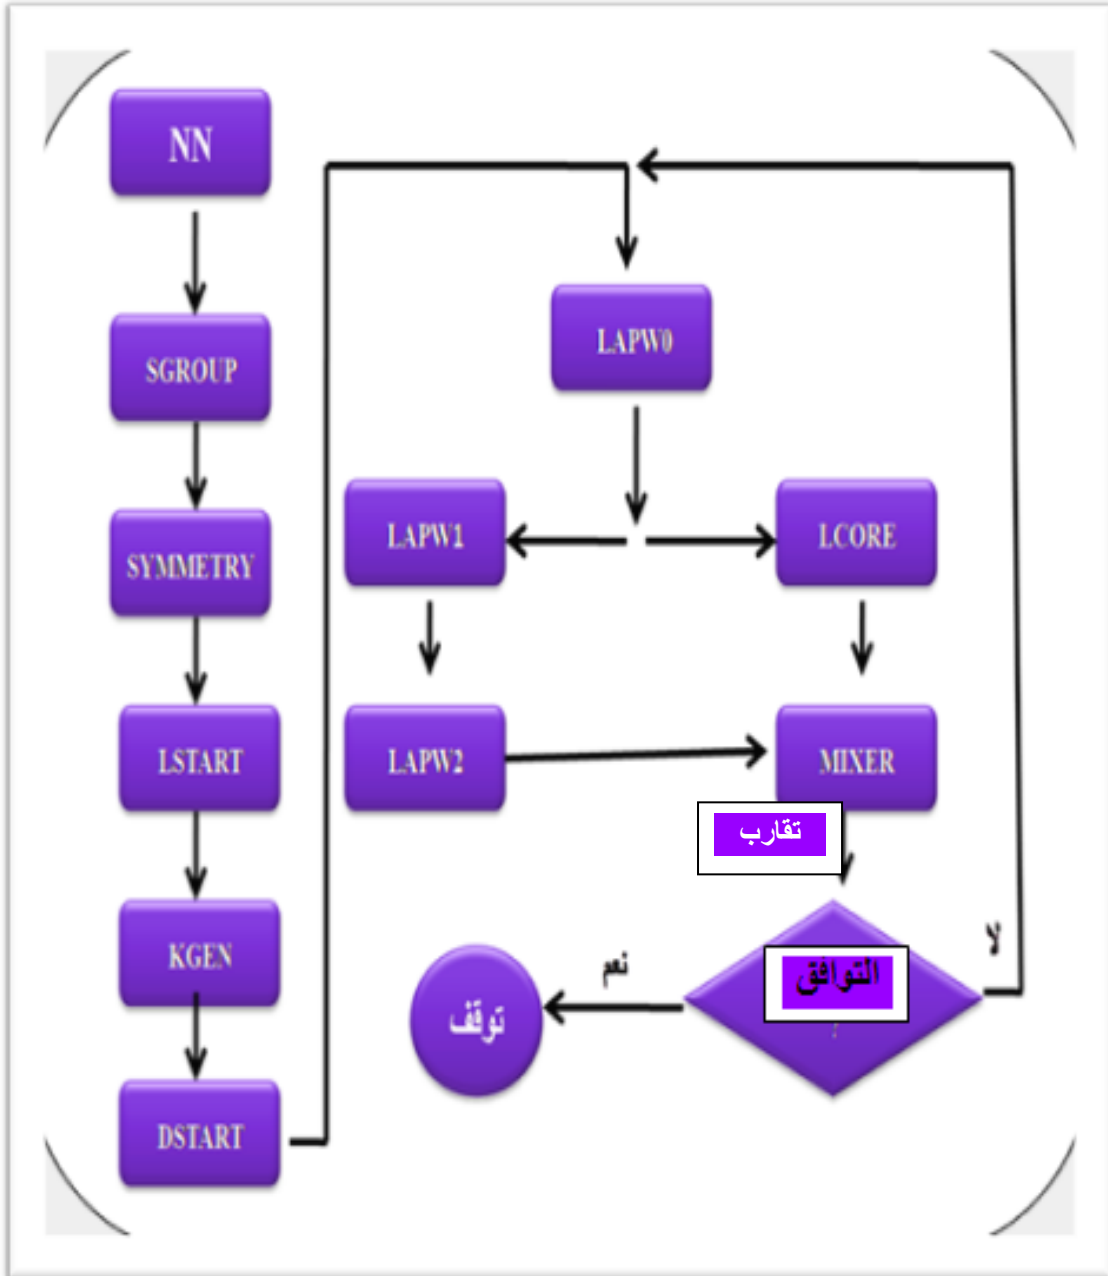 NN
SGROUP
SYMMETRY
LSTART
KGEN
DSTART
LAPW0
LAPW1
LCORE
LAPW2
MIXER
تقارب
التوافق
لا
نعم
توقف